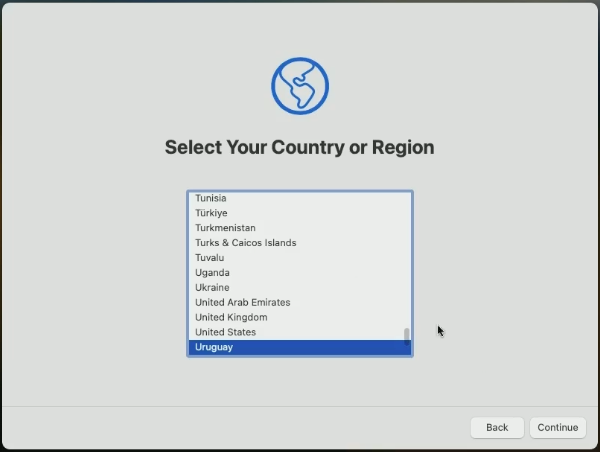 Select Your Country or Region
Tunisia
Türkiye
Turkmenistan
Turks & Caicos Islands
Tuvalu
Uganda
Ukraine
United Arab Emirates
United Kingdom
United States
Uruguay
Back
Continue